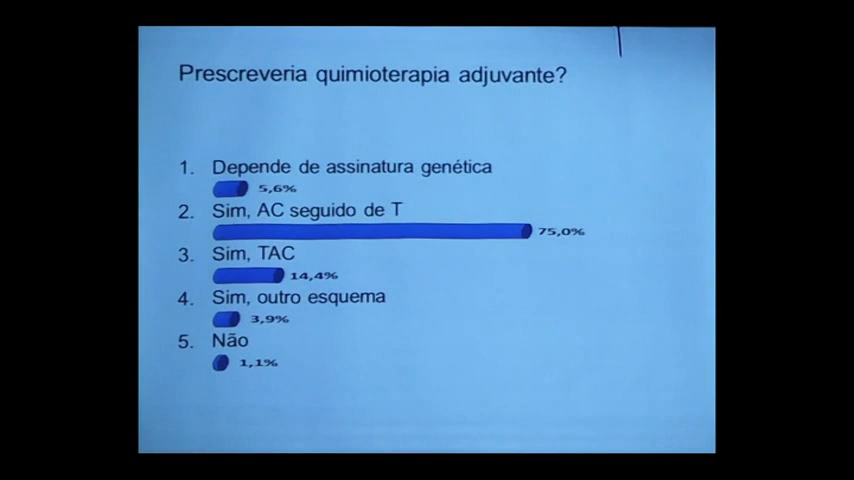 Prescreveria quimioterapia adjuvante?
1. Depende de assinatura genética
5,6%
2. Sim, AC seguido de T
75,0%
3. Sim, TAC
14,4%
4. Sim, outro esquema
3,9%
5. Não
1,1%